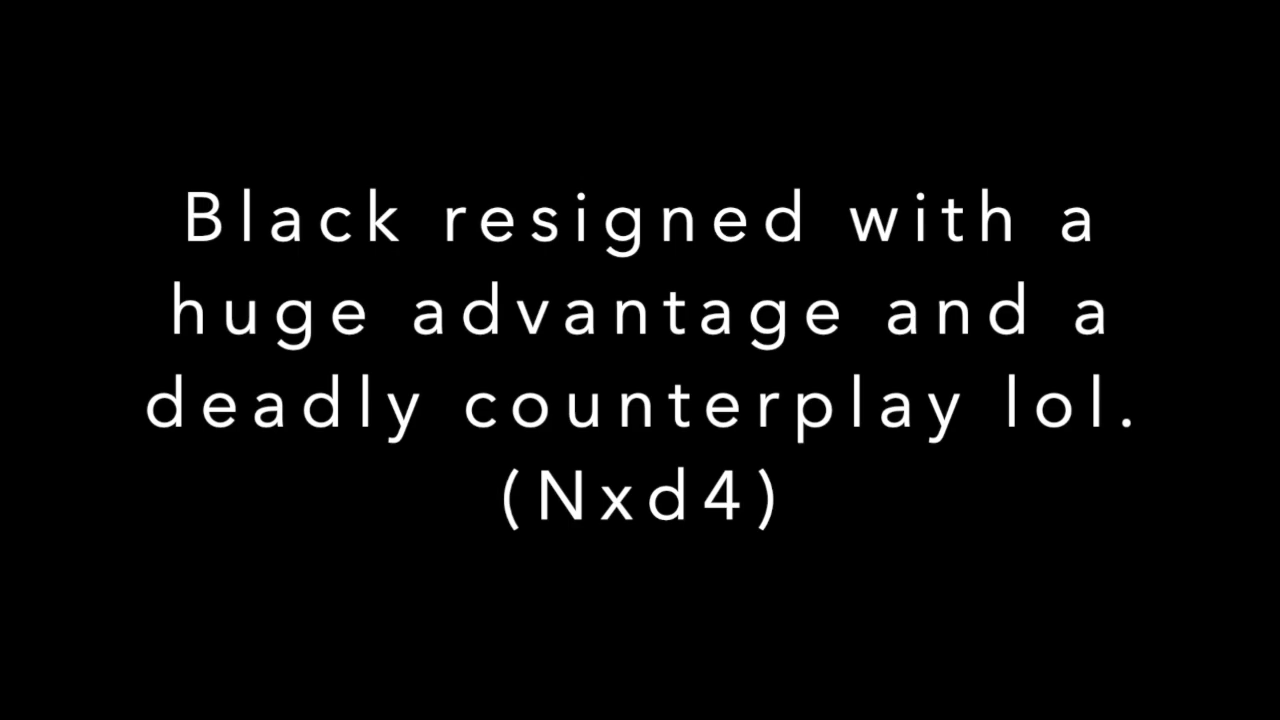 Black resigned with a
huge advantage and a
deadly counterplay lol.
(Nxd4)